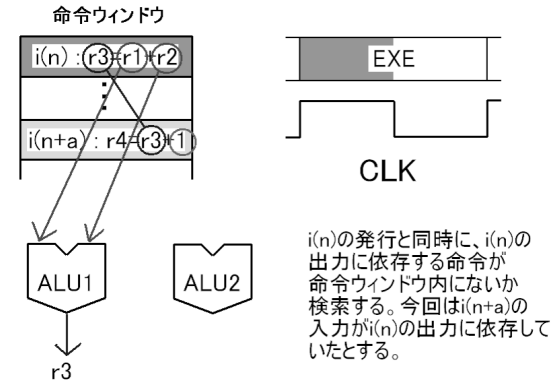 命令ウィンドウ
i(n) : r3=r1+r2
i(n+a) : r4=r3+1
EXE
CLK
ALU1
ALU2
r3
i(n)の発行と同時に、i(n)の
出力に依存する命令が
命令ウィンドウ内にないか
検索する。今回はi(n+a)の
入力がi(n)の出力に依存して
いたとする。